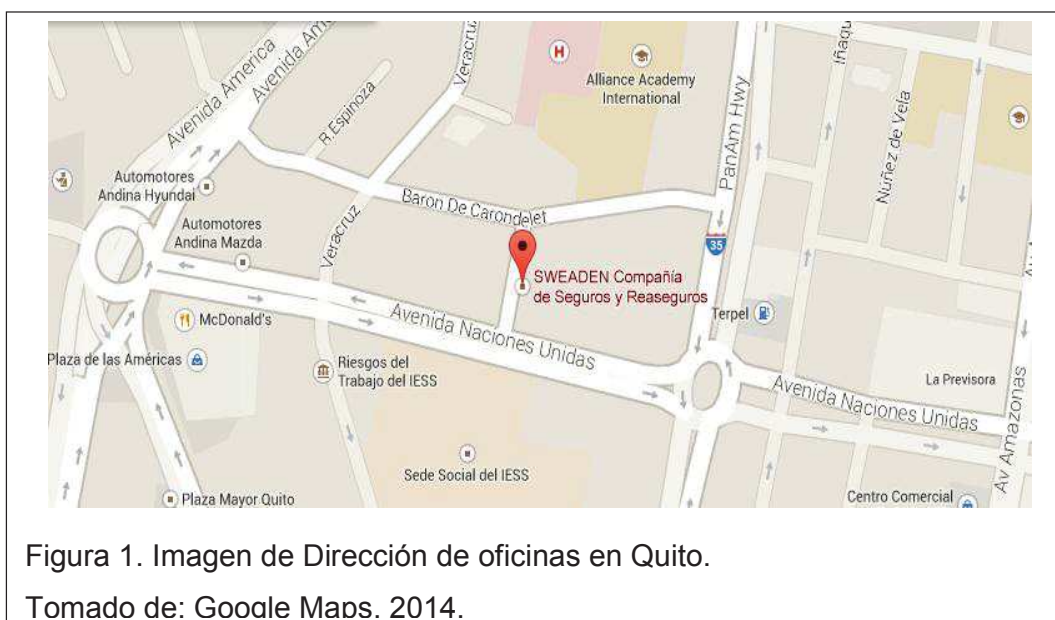 Avenida America
Avenida Ame
Veracruz
R.Espinoza
H
Alliance Academy
International
PanAm Hwy
Iñaqu
Nuñez de Vela
Automotores
Andina Hyundai
Automotores
Andina Mazda
Veracruz
Baron De Carondelet
35
SWEADEN Compañía
de Seguros y Reaseguros
McDonald's
Avenida Naciones Unidas
Terpel
Plaza de las Américas
Riesgos del
Trabajo del IESS
Avenida Naciones Unidas
La Previsora
Av Amazonas
Sede Social del IESS
Plaza Mayor Quito
Centro Comercial
Figura 1. Imagen de Dirección de oficinas en Quito.
Tomado de: Google Maps, 2014.